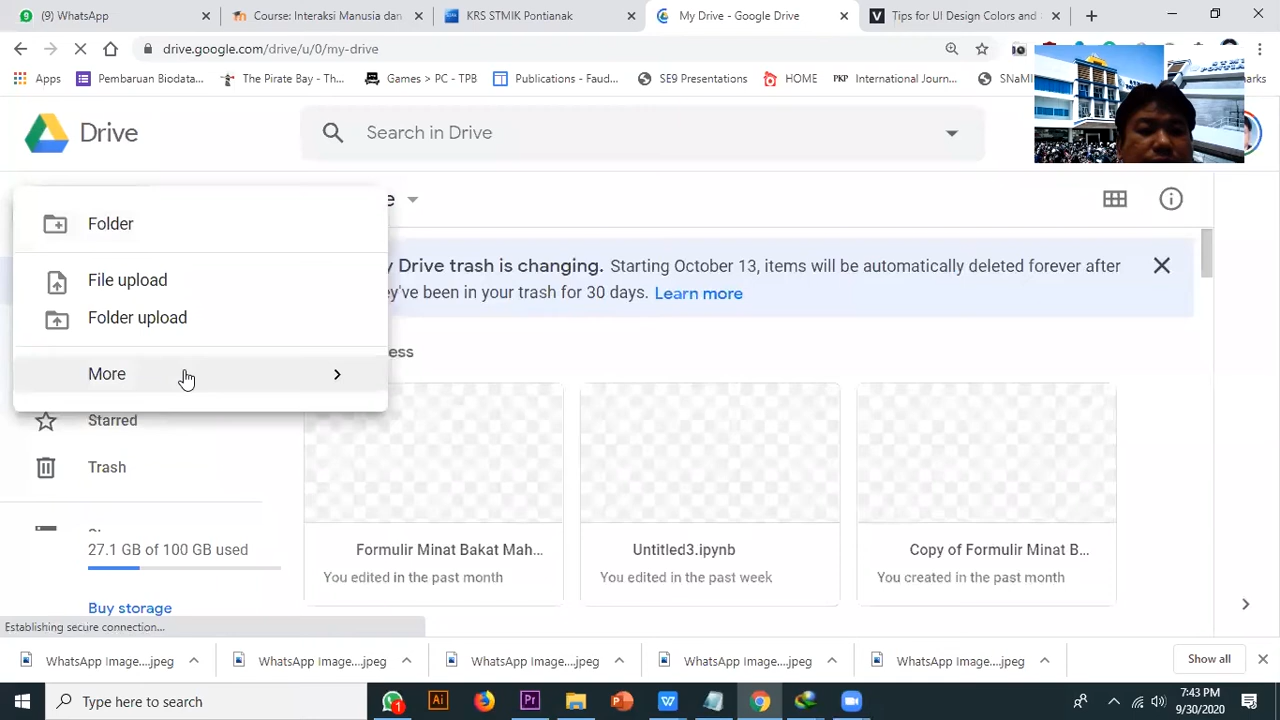 (9) WhatsApp
Course: Interaksi Manusia dan
KRS STMIK Pontianak
My Drive - Google Drive
Tips for UI Design Colors and
drive.google.com/drive/u/0/my-drive
Apps
Pembaruan Biodata...
The Pirate Bay - Th...
Games > PC - TPB
Publications - Faud...
SE9 Presentations
HOME
PKP International Journ...
Drive
Search in Drive
Folder
File upload
Folder upload
More
Drive trash is changing. Starting October 13, items will be automatically deleted forever after
they've been in your trash for 30 days. Learn more
Starred
Trash
27.1 GB of 100 GB used
Buy storage
Formulir Minat Bakat Mah...
You edited in the past month
Untitled3.ipynb
You edited in the past week
Copy of Formulir Minat B...
You created in the past month
Establishing secure connection...
WhatsApp Image....jpeg
WhatsApp Image....jpeg
WhatsApp Image....jpeg
WhatsApp Image....jpeg
WhatsApp Image....jpeg
Show all
Type here to search
7:43 PM
9/30/2020